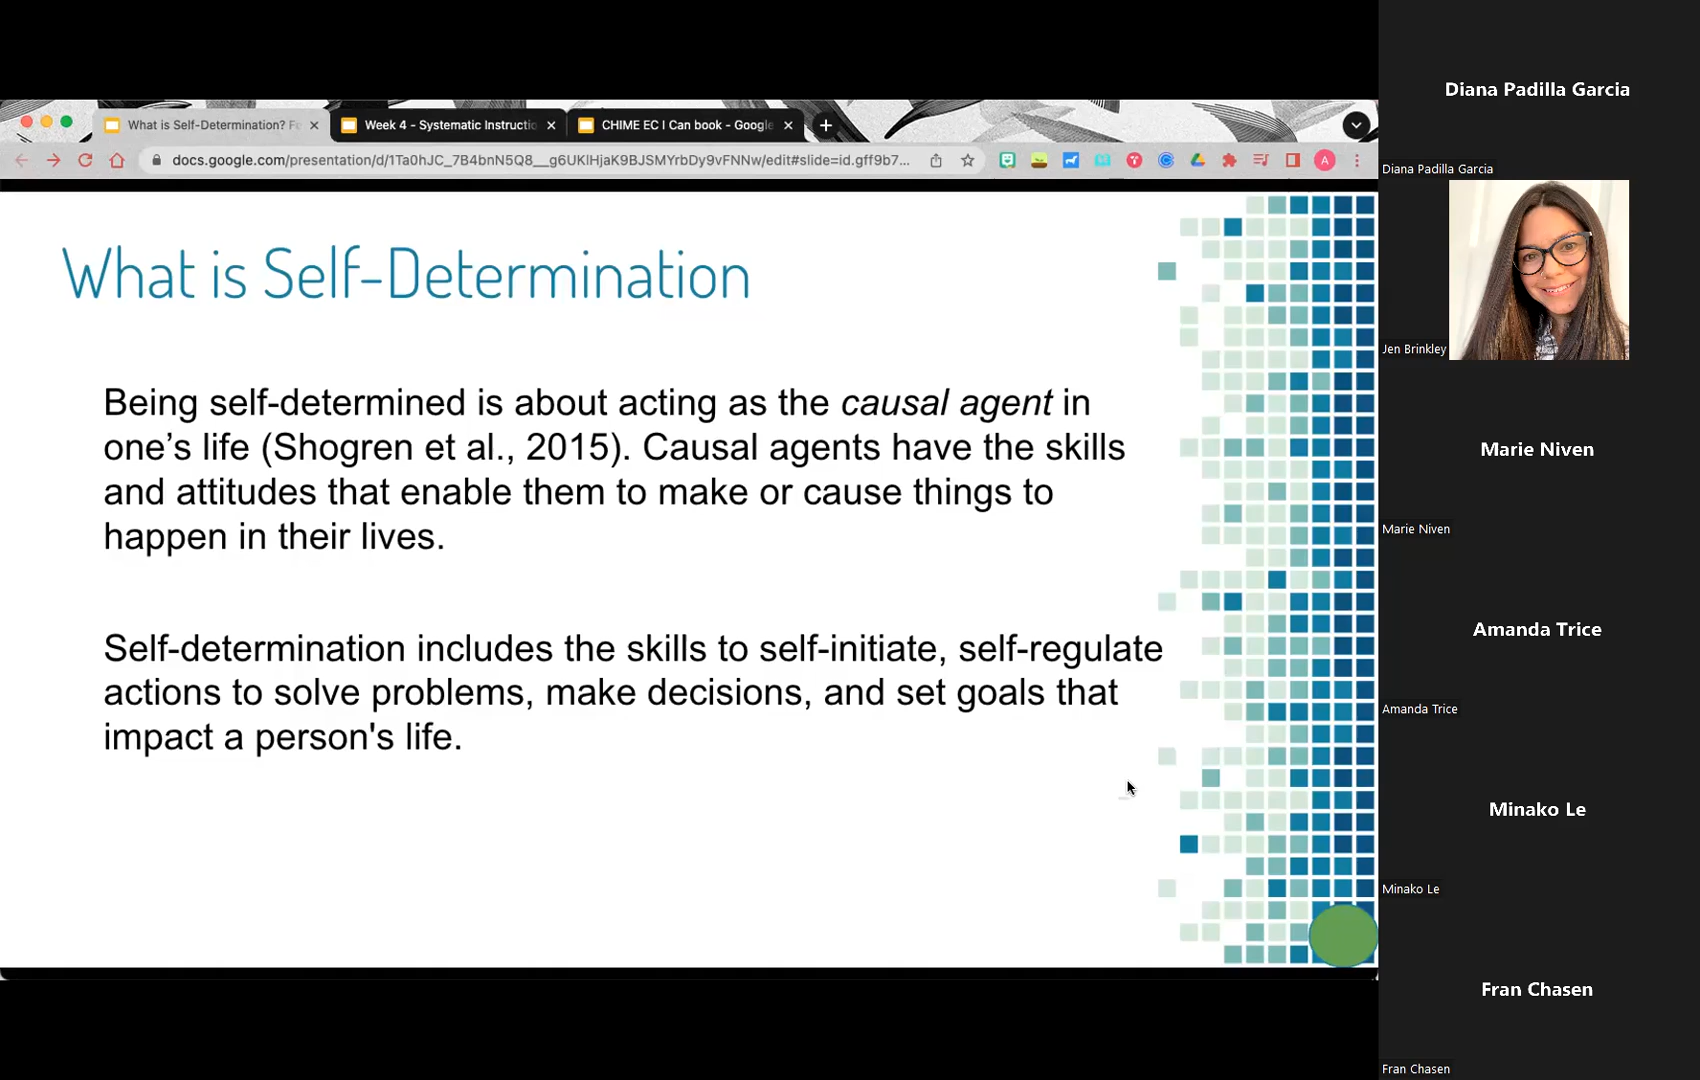 What is Self-Determination? Fe
Week 4 - Systematic Instructio
CHIME EC I Can book - Google
docs.google.com/presentation/d/1Ta0hJC_7B4bnN5Q8__g6UKlHjaK9BJSMYrbDy9vFNNw/edit#slide=id.gff9b7...
A
What is Self-Determination
Being self-determined is about acting as the causal agent in
one's life (Shogren et al., 2015). Causal agents have the skills
and attitudes that enable them to make or cause things to
happen in their lives.
Self-determination includes the skills to self-initiate, self-regulate
actions to solve problems, make decisions, and set goals that
impact a person's life.
Diana Padilla Garcia
Diana Padilla Garcia
Jen Brinkley
Marie Niven
Marie Niven
Amanda Trice
Amanda Trice
Minako Le
Minako Le
Fran Chasen
Fran Chasen